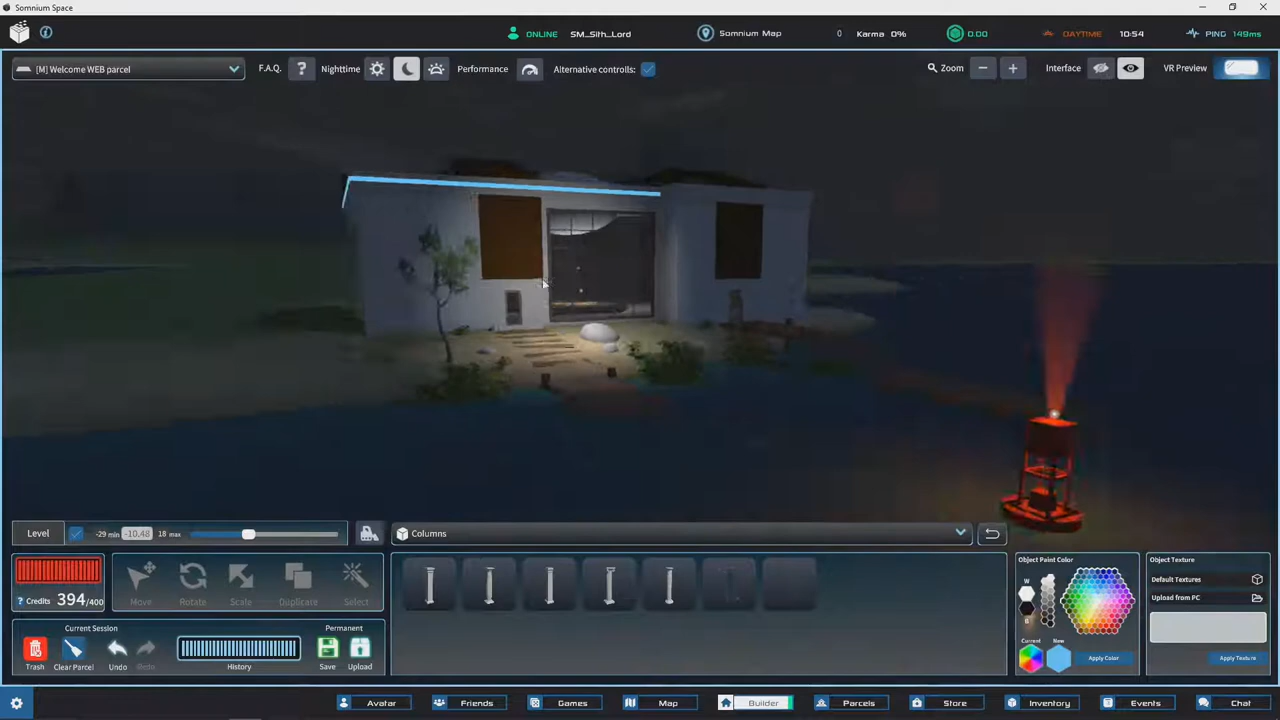 Somnium Space
ONLINE SM_Sith_Lord Somnium Map 0 Karma 0% 0.00 DAYTIME 10:54 PING 149ms
[M] Welcome WEB parcel F.A.Q. ? Nighttime Performance Alternative controlls: Zoom Interface VR Preview
Level -29 min -10.48 18 max Columns
? Credits 394/400 Move Rotate Scale Duplicate Select
Object Paint Color
W
G
Current New
Apply Color
Object Texture
Default Textures
Upload from PC
Apply Texture
Current Session Permanent
Trash Clear Parcel Undo Redo History Save Upload
Avatar Friends Games Map Builder Parcels Store Inventory Events Chat